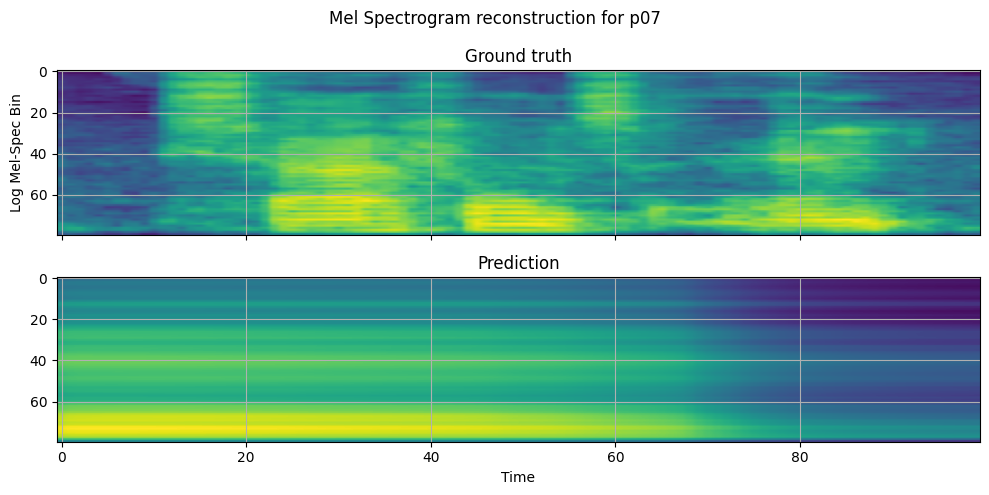 Mel Spectrogram reconstruction for p07
Ground truth
Log Mel-Spec Bin
0
20
40
60
Prediction
0
20
40
60
0 20 40 60 80
Time